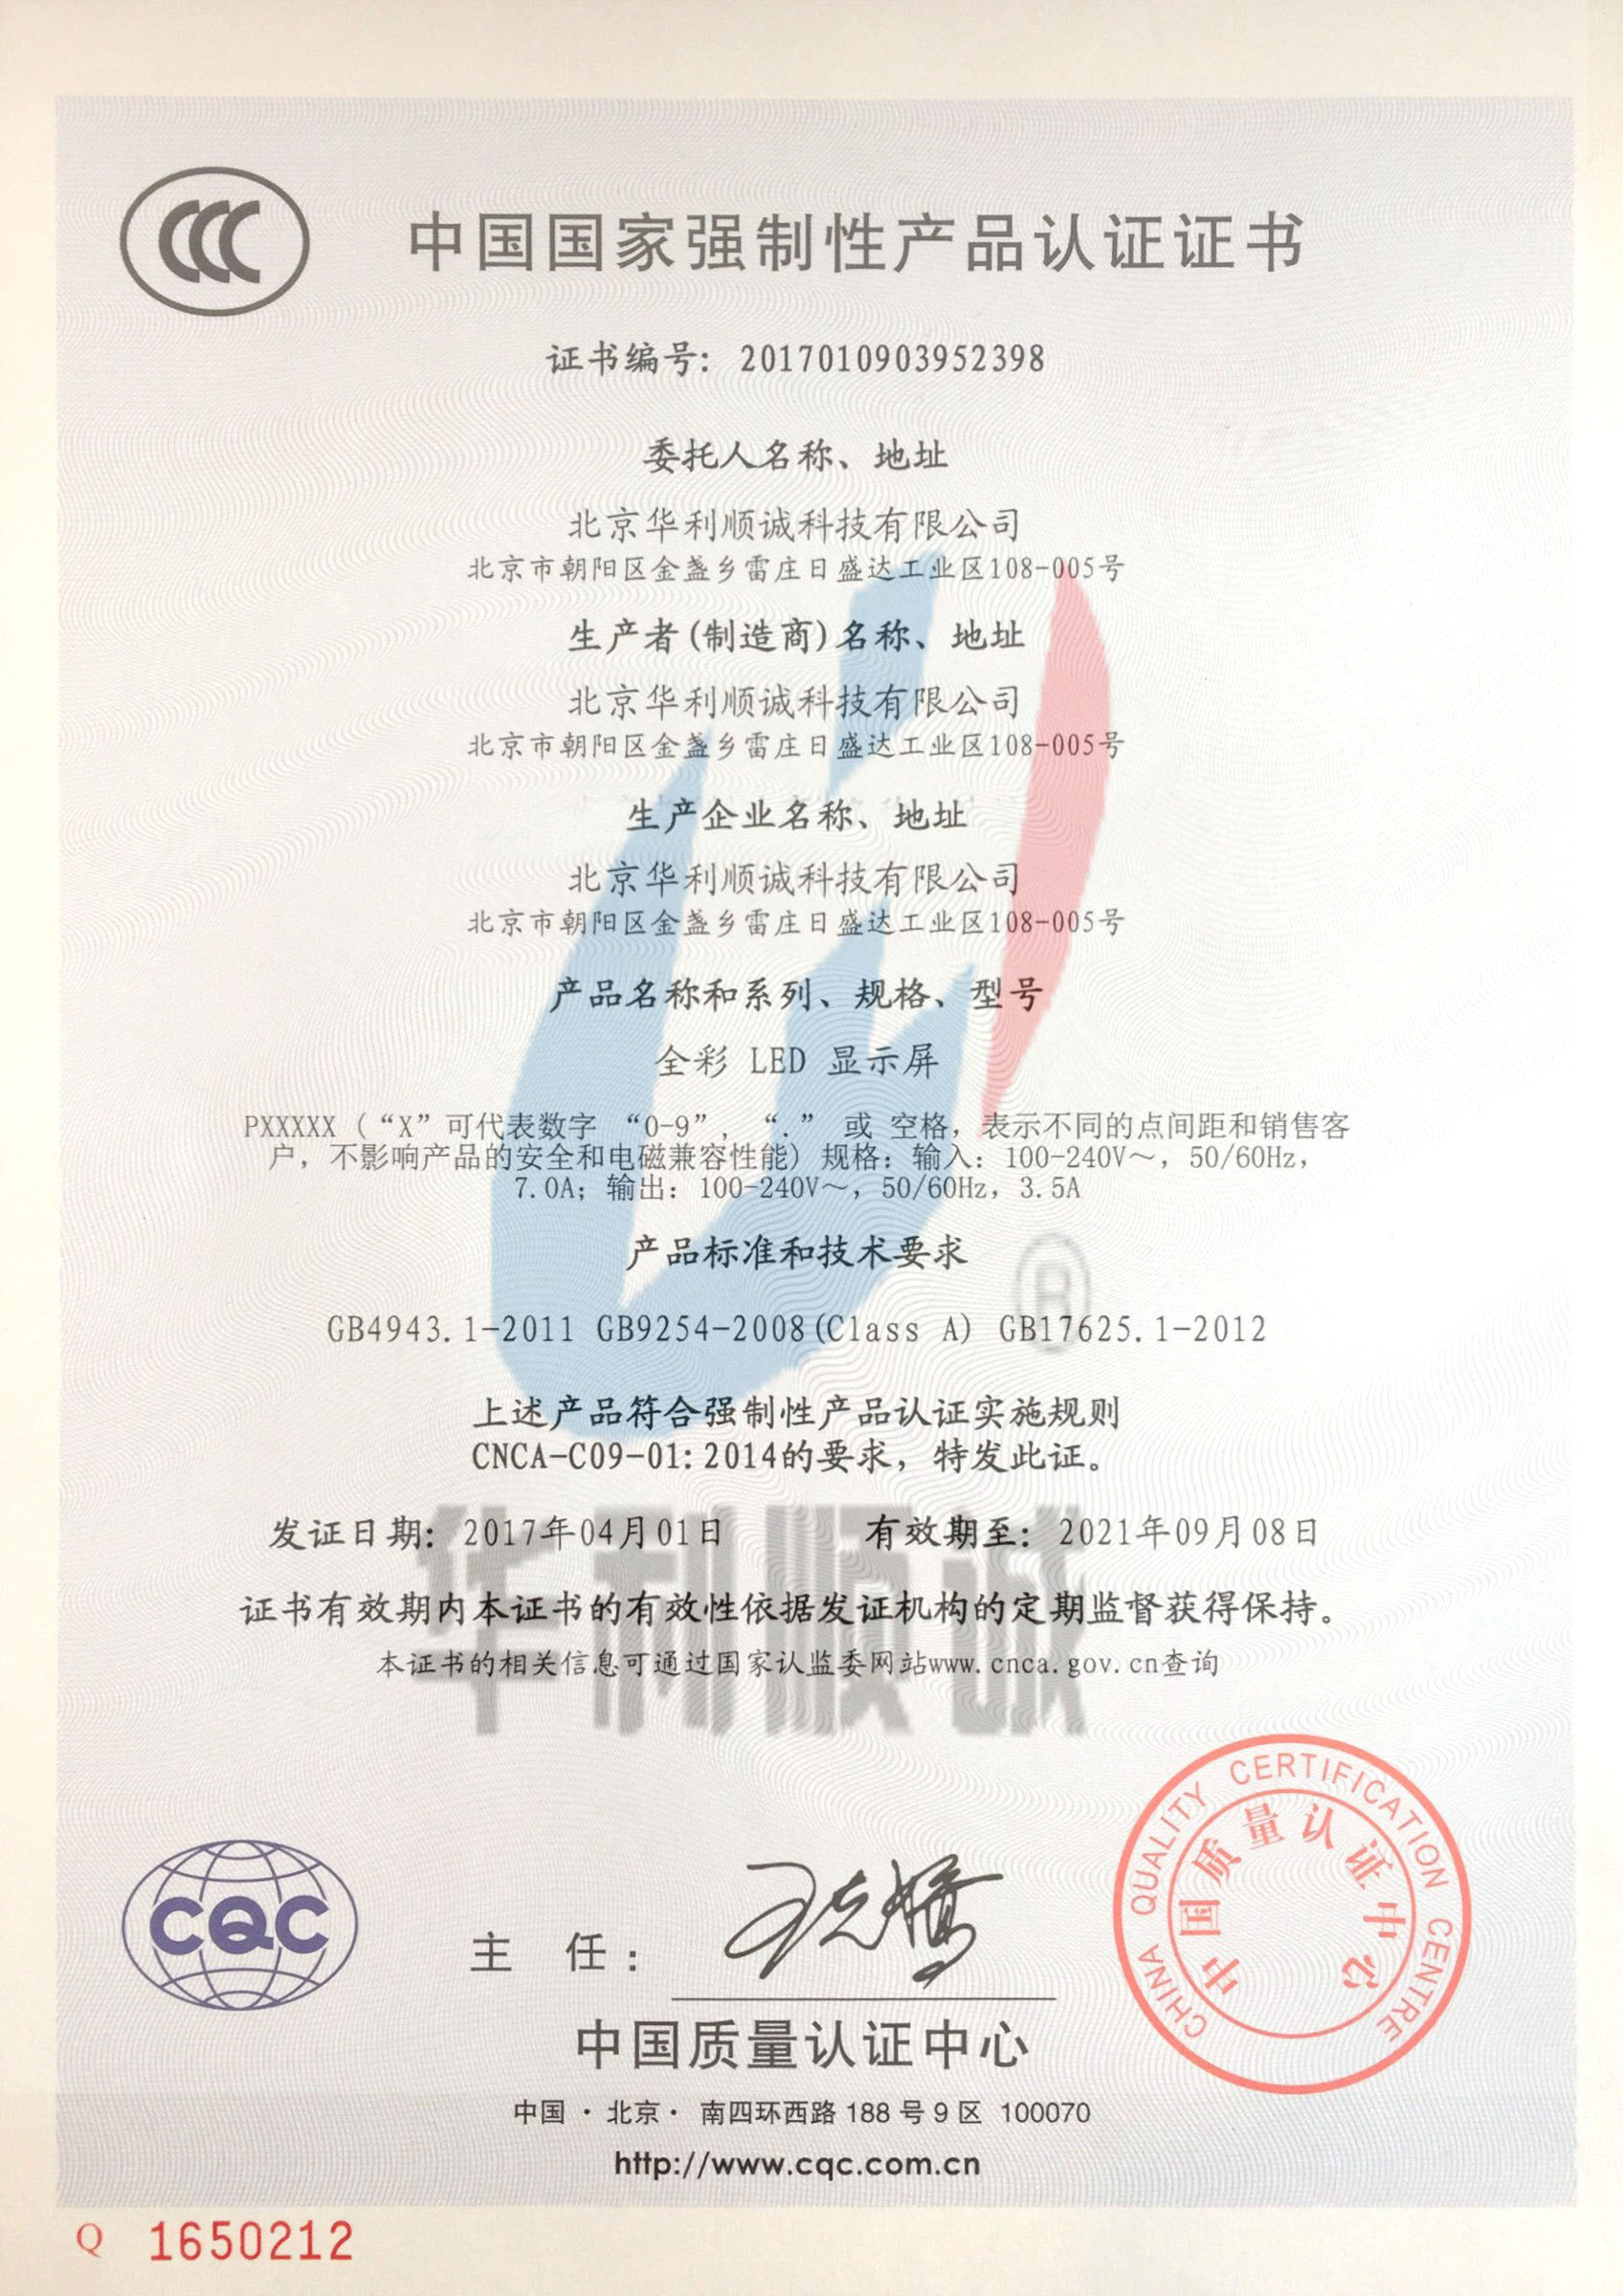 CCC
中国国家强制性产品认证证书
证书编号: 2017010903952398
委托人名称、地址
北京华利顺诚科技有限公司
北京市朝阳区金盏乡雷庄日盛达工业区108-005号
生产者(制造商)名称、地址
北京华利顺诚科技有限公司
北京市朝阳区金盏乡雷庄日盛达工业区108-005号
生产企业名称、地址
北京华利顺诚科技有限公司
北京市朝阳区金盏乡雷庄日盛达工业区108-005号
产品名称和系列、规格、型号
全彩 LED 显示屏
PXXXXX (“X”可代表数字 “0-9”, “.” 或 空格, 表示不同的点间距和销售客
户, 不影响产品的安全和电磁兼容性能) 规格: 输入: 100-240V～, 50/60Hz,
7.0A; 输出: 100-240V～, 50/60Hz, 3.5A
产品标准和技术要求
®
GB4943.1-2011 GB9254-2008(Class A) GB17625.1-2012
上述产品符合强制性产品认证实施规则
CNCA-C09-01:2014的要求, 特发此证。
发证日期: 2017年04月01日 有效期至: 2021年09月08日
华利顺诚
证书有效期内本证书的有效性依据发证机构的定期监督获得保持。
本证书的相关信息可通过国家认监委网站www.cnca.gov.cn查询
CQC
主 任:
CHINA QUALITY CERTIFICATION CENTRE
中国质量认证中心
中国质量认证中心
中国·北京· 南四环西路 188 号 9 区 100070
http://www.cqc.com.cn
Q 1650212